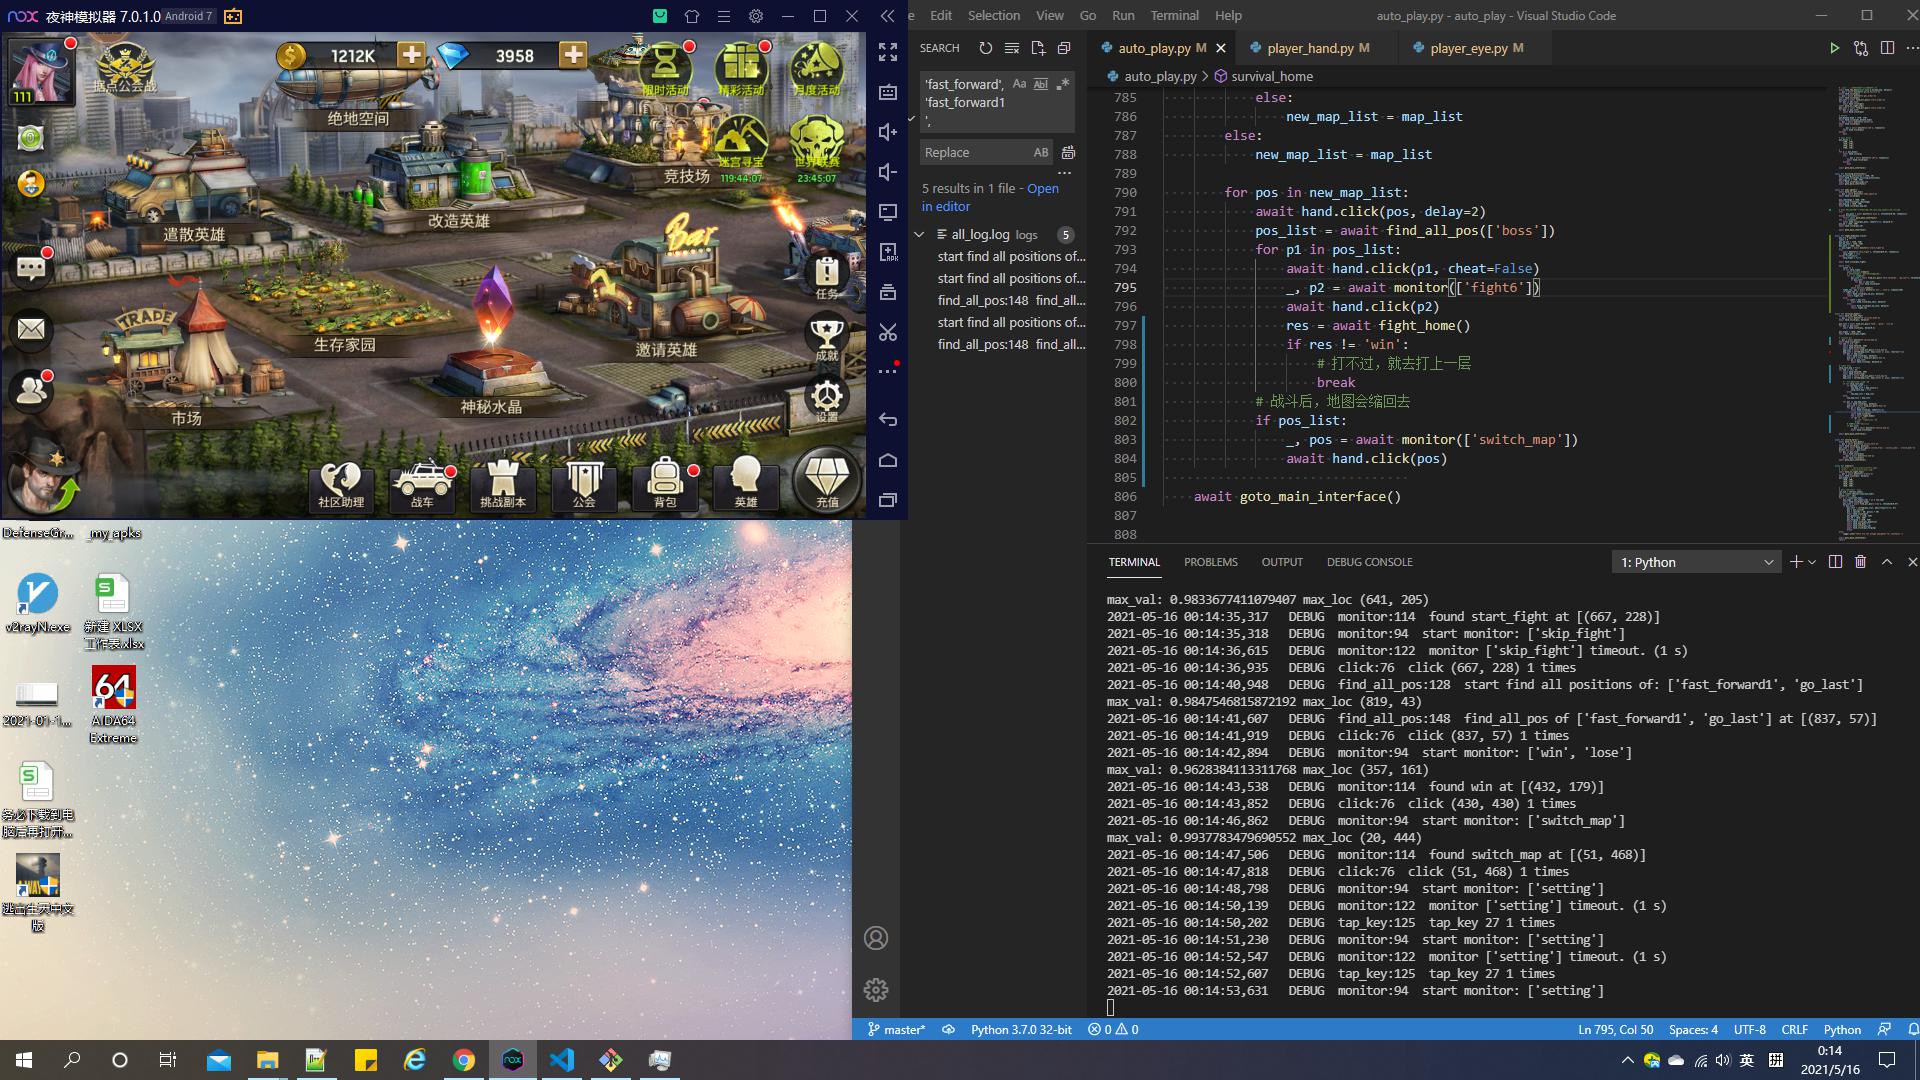 nox 夜神模拟器 7.0.1.0 Android 7
111
据点公会战
1212K
3958
限时活动
精彩活动
月度活动
绝地空间
竞技场
迷宫寻宝
119:44:07
世界联赛
23:45:07
遣散英雄
改造英雄
Bar
任务
TRADE
生存家园
邀请英雄
成就
市场
神秘水晶
设置
社区助理
战车
挑战副本
公会
背包
英雄
充值
DefenseGr...
_my_apks
v2rayN.exe
新建 XLSX 工作表.xlsx
2021-01-1...
64
AIDA64 Extreme
务必下载到电脑后再打开...
逃出生天中文版
e Edit Selection View Go Run Terminal Help
auto_play.py - auto_play - Visual Studio Code
SEARCH
'fast_forward',
'fast_forward1
',
Replace
5 results in 1 file - Open in editor
all_log.log logs 5
start find all positions of...
start find all positions of...
find_all_pos:148 find_all...
start find all positions of...
find_all_pos:148 find_all...
auto_play.py M
player_hand.py M
player_eye.py M
auto_play.py > survival_home
785 else:
786 new_map_list = map_list
787 else:
788 new_map_list = map_list
789
790 for pos in new_map_list:
791 await hand.click(pos, delay=2)
792 pos_list = await find_all_pos(['boss'])
793 for p1 in pos_list:
794 await hand.click(p1, cheat=False)
795 _, p2 = await monitor(['fight6'])
796 await hand.click(p2)
797 res = await fight_home()
798 if res != 'win':
799 # 打不过，就去打上一层
800 break
801 # 战斗后，地图会缩回去
802 if pos_list:
803 _, pos = await monitor(['switch_map'])
804 await hand.click(pos)
805
806 await goto_main_interface()
807
808
TERMINAL PROBLEMS OUTPUT DEBUG CONSOLE
1: Python
max_val: 0.9833677411079407 max_loc (641, 205)
2021-05-16 00:14:35,317 DEBUG monitor:114 found start_fight at [(667, 228)]
2021-05-16 00:14:35,318 DEBUG monitor:94 start monitor: ['skip_fight']
2021-05-16 00:14:36,615 DEBUG monitor:122 monitor ['skip_fight'] timeout. (1 s)
2021-05-16 00:14:36,935 DEBUG click:76 click (667, 228) 1 times
2021-05-16 00:14:40,948 DEBUG find_all_pos:128 start find all positions of: ['fast_forward1', 'go_last']
max_val: 0.9847546815872192 max_loc (819, 43)
2021-05-16 00:14:41,607 DEBUG find_all_pos:148 find_all_pos of ['fast_forward1', 'go_last'] at [(837, 57)]
2021-05-16 00:14:41,919 DEBUG click:76 click (837, 57) 1 times
2021-05-16 00:14:42,894 DEBUG monitor:94 start monitor: ['win', 'lose']
max_val: 0.9628384113311768 max_loc (357, 161)
2021-05-16 00:14:43,538 DEBUG monitor:114 found win at [(432, 179)]
2021-05-16 00:14:43,852 DEBUG click:76 click (430, 430) 1 times
2021-05-16 00:14:46,862 DEBUG monitor:94 start monitor: ['switch_map']
max_val: 0.9937783479690552 max_loc (20, 444)
2021-05-16 00:14:47,506 DEBUG monitor:114 found switch_map at [(51, 468)]
2021-05-16 00:14:47,818 DEBUG click:76 click (51, 468) 1 times
2021-05-16 00:14:48,798 DEBUG monitor:94 start monitor: ['setting']
2021-05-16 00:14:50,139 DEBUG monitor:122 monitor ['setting'] timeout. (1 s)
2021-05-16 00:14:50,202 DEBUG tap_key:125 tap_key 27 1 times
2021-05-16 00:14:51,230 DEBUG monitor:94 start monitor: ['setting']
2021-05-16 00:14:52,547 DEBUG monitor:122 monitor ['setting'] timeout. (1 s)
2021-05-16 00:14:52,607 DEBUG tap_key:125 tap_key 27 1 times
2021-05-16 00:14:53,631 DEBUG monitor:94 start monitor: ['setting']
master* Python 3.7.0 32-bit 0 0
Ln 795, Col 50 Spaces: 4 UTF-8 CRLF Python
英 拼
0:14
2021/5/16